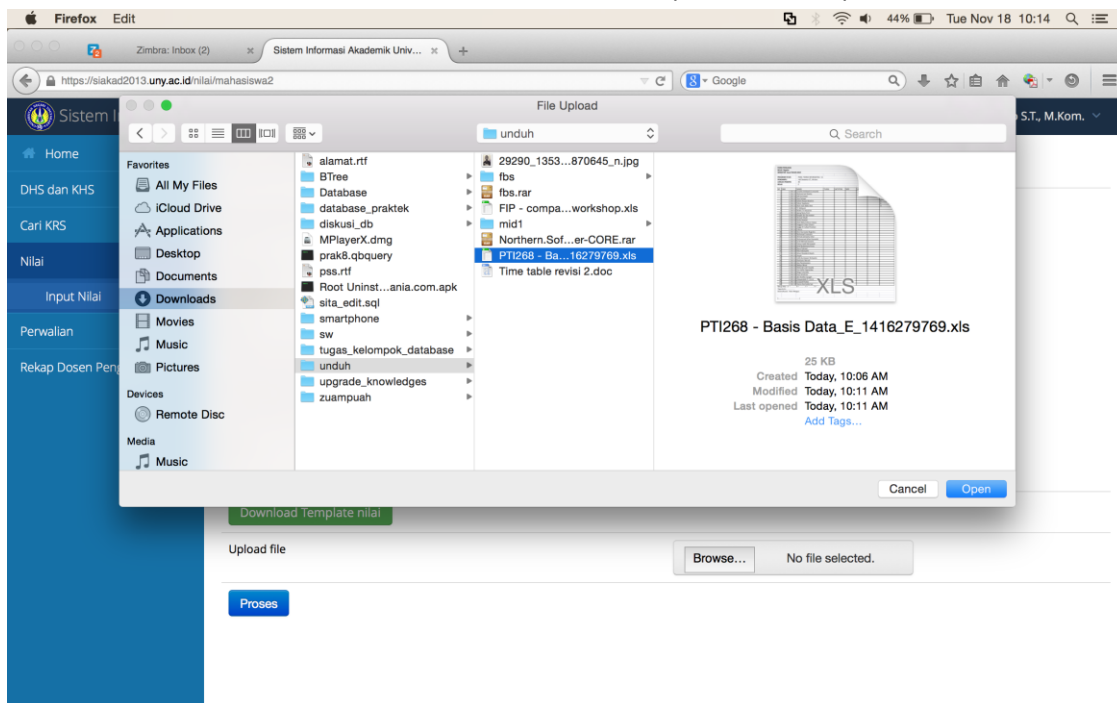 Firefox Edit 44% Tue Nov 18 10:14
Zimbra: Inbox (2) Sistem Informasi Akademik Univ...
https://siakad2013.uny.ac.id/nilai/mahasiswa2 Google
Sistem I
S.T., M.Kom.
Home
DHS dan KHS
Cari KRS
Nilai
Input Nilai
Perwalian
Rekap Dosen Pen
File Upload
unduh
Search
Favorites
All My Files
iCloud Drive
Applications
Desktop
Documents
Downloads
Movies
Music
Pictures
Devices
Remote Disc
Media
Music
alamat.rtf
BTree
Database
database_praktek
diskusi_db
MPlayerX.dmg
prak8.qbquery
pss.rtf
Root Uninst...ania.com.apk
sita_edit.sql
smartphone
sw
tugas_kelompok_database
unduh
upgrade_knowledges
zuampuah
29290_1353...870645_n.jpg
fbs
fbs.rar
FIP - compa...workshop.xls
mid1
Northern.Sof...er-CORE.rar
PTI268 - Ba...16279769.xls
Time table revisi 2.doc
XLS
PTI268 - Basis Data_E_1416279769.xls
25 KB
Created Today, 10:06 AM
Modified Today, 10:11 AM
Last opened Today, 10:11 AM
Add Tags...
Cancel Open
Download Template nilai
Upload file
Browse... No file selected.
Proses